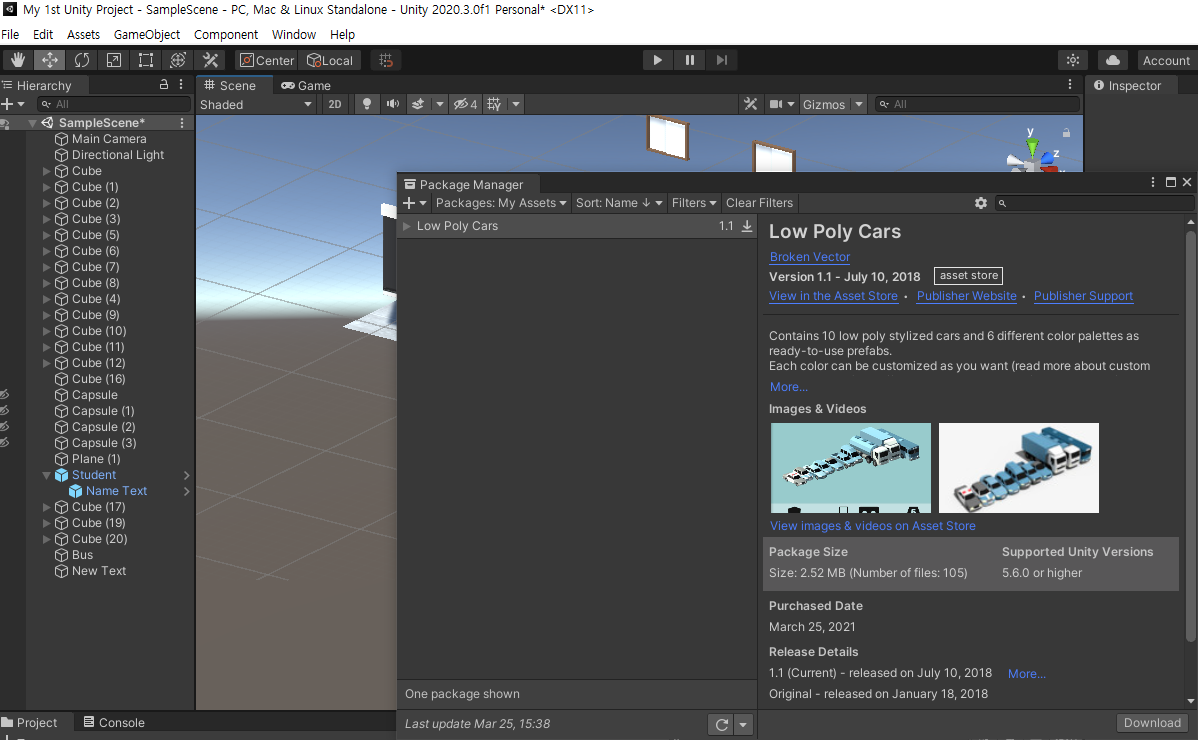 My 1st Unity Project - SampleScene - PC, Mac & Linux Standalone - Unity 2020.3.0f1 Personal* <DX11>
File Edit Assets GameObject Component Window Help
Center Local Account
Hierarchy Scene Game Inspector
All Shaded 2D 4 Gizmos All
SampleScene*
Main Camera
Directional Light
Cube
Cube (1)
Cube (2)
Cube (3)
Cube (5)
Cube (6)
Cube (7)
Cube (8)
Cube (4)
Cube (9)
Cube (10)
Cube (11)
Cube (12)
Cube (16)
Capsule
Capsule (1)
Capsule (2)
Capsule (3)
Plane (1)
Student
Name Text
Cube (17)
Cube (19)
Cube (20)
Bus
New Text
y
z
Package Manager
Packages: My Assets Sort: Name ↓ Filters Clear Filters
Low Poly Cars 1.1
One package shown
Last update Mar 25, 15:38
Low Poly Cars
Broken Vector
Version 1.1 - July 10, 2018 asset store
View in the Asset Store • Publisher Website • Publisher Support
Contains 10 low poly stylized cars and 6 different color palettes as
ready-to-use prefabs.
Each color can be customized as you want (read more about custom
More...
Images & Videos
View images & videos on Asset Store
Package Size Supported Unity Versions
Size: 2.52 MB (Number of files: 105) 5.6.0 or higher
Purchased Date
March 25, 2021
Release Details
1.1 (Current) - released on July 10, 2018 More...
Original - released on January 18, 2018
Download
Project Console